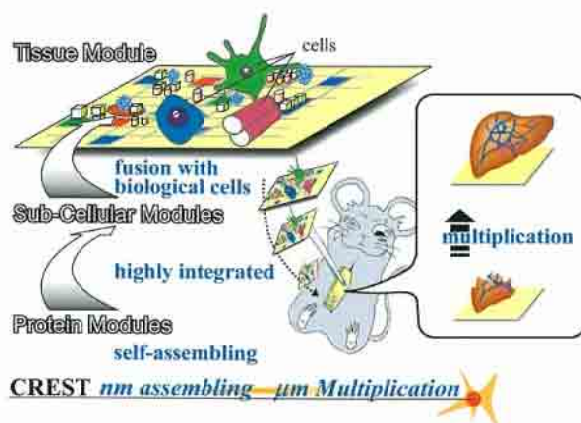 Tissue Module
cells
fusion with
biological cells
Sub-Cellular Modules
multiplication
highly integrated
Protein Modules
self-assembling
CREST nm assembling μm Multiplication